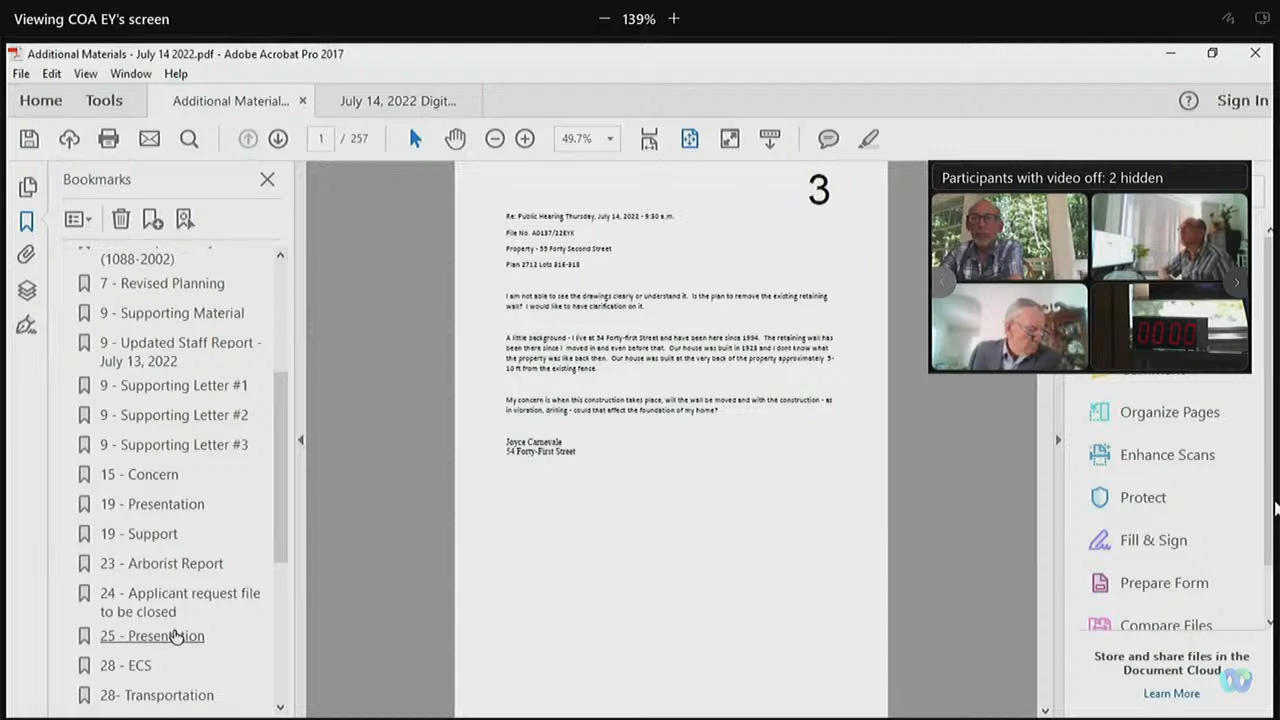 Viewing COA EY's screen
139%
Additional Materials - July 14 2022.pdf - Adobe Acrobat Pro 2017
File Edit View Window Help
Home Tools Additional Material... July 14, 2022 Digit... Sign In
1 / 257 49.7%
Bookmarks
(1088-2002)
7 - Revised Planning
9 - Supporting Material
9 - Updated Staff Report -
July 13, 2022
9 - Supporting Letter #1
9 - Supporting Letter #2
9 - Supporting Letter #3
15 - Concern
19 - Presentation
19 - Support
23 - Arborist Report
24 - Applicant request file
to be closed
25 - Presentation
28 - ECS
28- Transportation
3
Re: Public Hearing Thursday, July 14, 2022 - 9:30 a.m.
File No. A0137/22EYK
Property - 55 Forty Second Street
Plan 2712 Lots 316-318
I am not able to see the drawings clearly or understand it. Is the plan to remove the existing retaining
wall? I would like to have clarification on it.
A little background - I live at 54 Forty-first Street and have been here since 1994. The retaining wall has
been there since I moved in and even before that. Our house was built in 1923 and I dont know what
the property was like back then. Our house was built at the very back of the property approximately 5-
10 ft from the existing fence.
My concern is when this construction takes place, will the wall be moved and with the construction - as
in vibration, drilling - could that affect the foundation of my home?
Joyce Carnevale
54 Forty-First Street
Participants with video off: 2 hidden
00:00
Organize Pages
Enhance Scans
Protect
Fill & Sign
Prepare Form
Compare Files
Store and share files in the
Document Cloud
Learn More